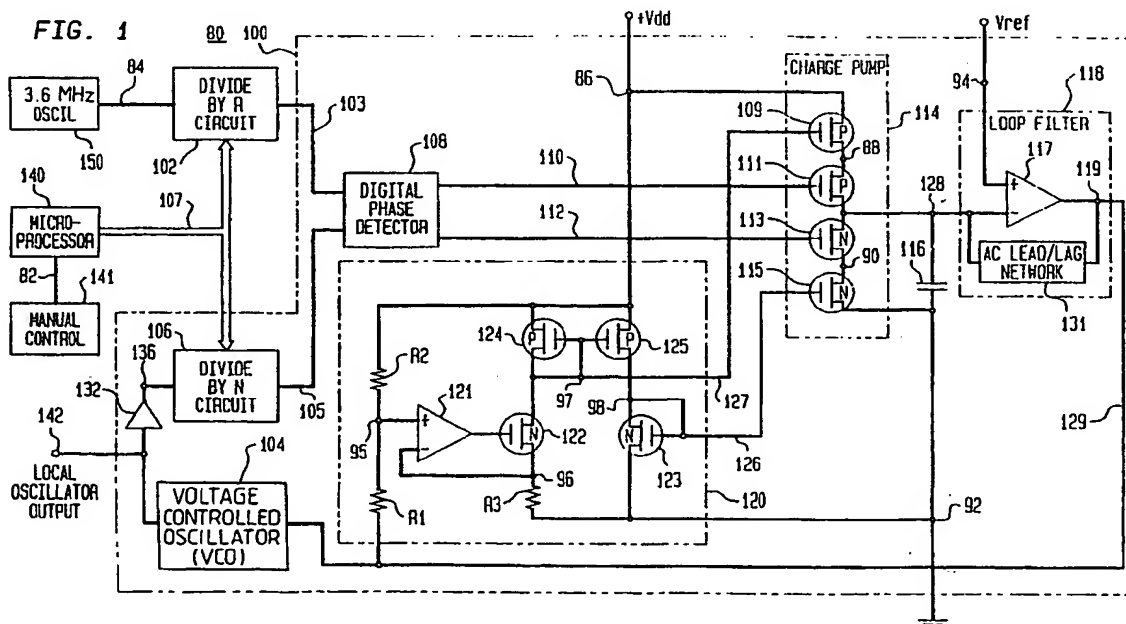 FIG. 1
80
100
+Vdd
Vref
84
3.6 MHz
OSCIL
150
DIVIDE
BY R
CIRCUIT
102
103
86
CHARGE PUMP
109
P
88
114
94
118
LOOP FILTER
117
119
+
-
140
MICRO-
PROCESSOR
107
108
DIGITAL
PHASE
DETECTOR
110
112
111
P
113
N
90
115
N
128
116
AC LEAD/LAG
NETWORK
131
82
141
MANUAL
CONTROL
106
136
132
DIVIDE
BY N
CIRCUIT
105
R2
124
P
P
125
97
127
98
121
+
-
95
N
122
N
123
126
129
142
LOCAL
OSCILLATOR
OUTPUT
104
VOLTAGE
CONTROLLED
OSCILLATOR
(VCO)
R1
96
R3
120
92